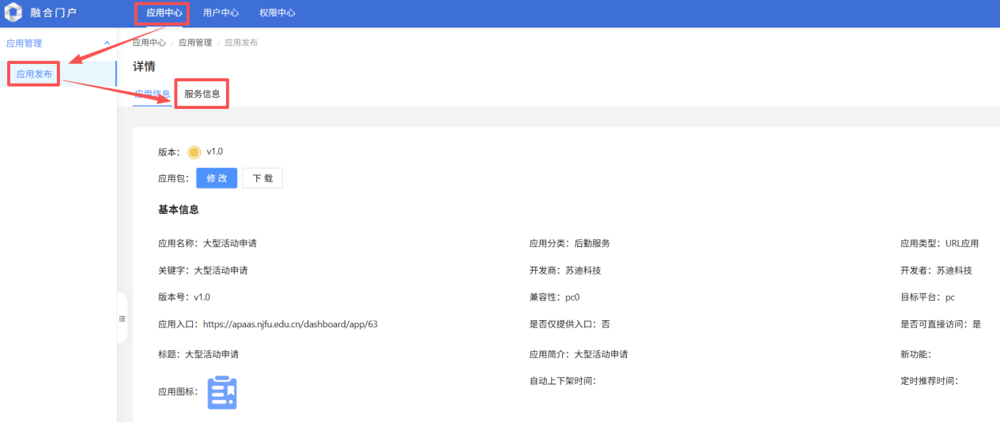 融合门户 应用中心 用户中心 权限中心
应用管理
应用发布
应用中心 / 应用管理 / 应用发布
详情
应用信息 服务信息
版本： v1.0
应用包： 修 改 下 载
基本信息
应用名称：大型活动申请 应用分类：后勤服务 应用类型：URL应用
关键字：大型活动申请 开发商：苏迪科技 开发者：苏迪科技
版本号：v1.0 兼容性：pc0 目标平台：pc
应用入口：https://apaas.njfu.edu.cn/dashboard/app/63 是否仅提供入口：否 是否可直接访问：是
标题：大型活动申请 应用简介：大型活动申请 新功能：
应用图标： 自动上下架时间： 定时推荐时间：